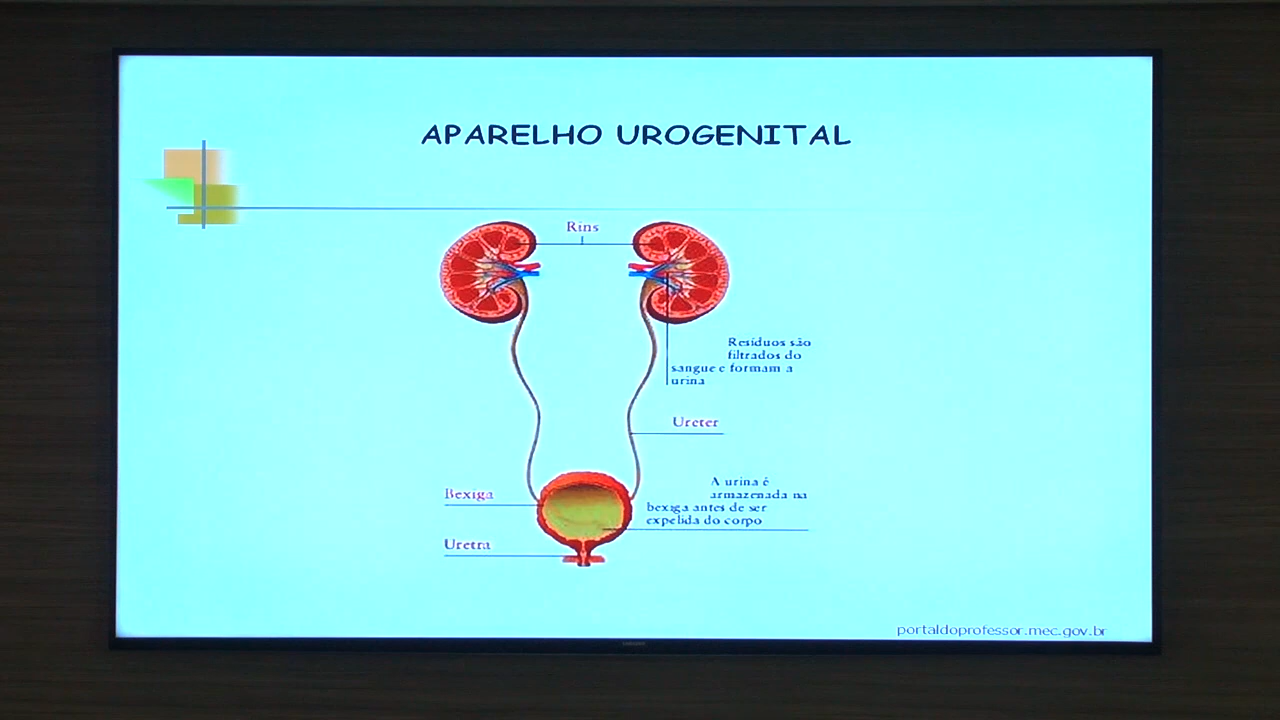 APARELHO UROGENITAL
Rins
Resíduos são
filtrados do
sangue e formam a
urina
Ureter
A urina é
armazenada na
bexiga antes de ser
expelida do corpo
Bexiga
Uretra
portaldoprofessor.mec.gov.br